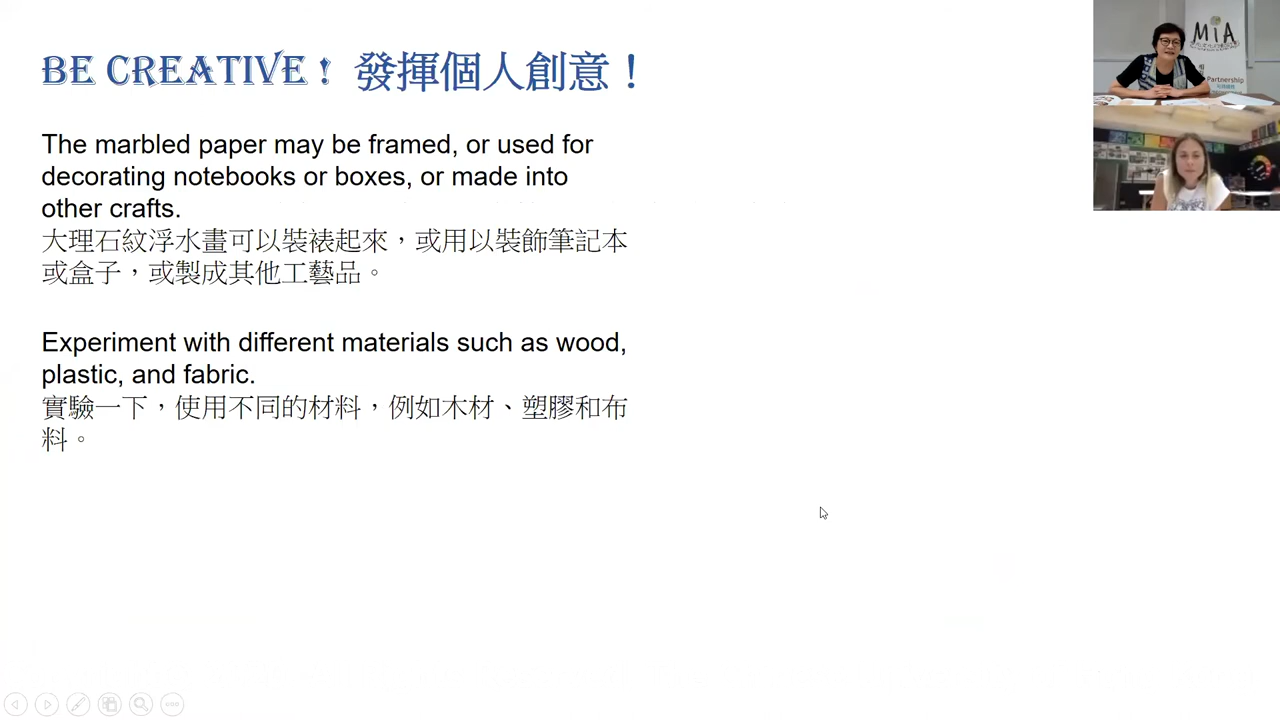 BE CREATIVE! 發揮個人創意！
The marbled paper may be framed, or used for
decorating notebooks or boxes, or made into
other crafts.
大理石紋浮水畫可以裝裱起來，或用以裝飾筆記本
或盒子，或製成其他工藝品。
Experiment with different materials such as wood,
plastic, and fabric.
實驗一下，使用不同的材料，例如木材、塑膠和布
料。
MiA
Partnership